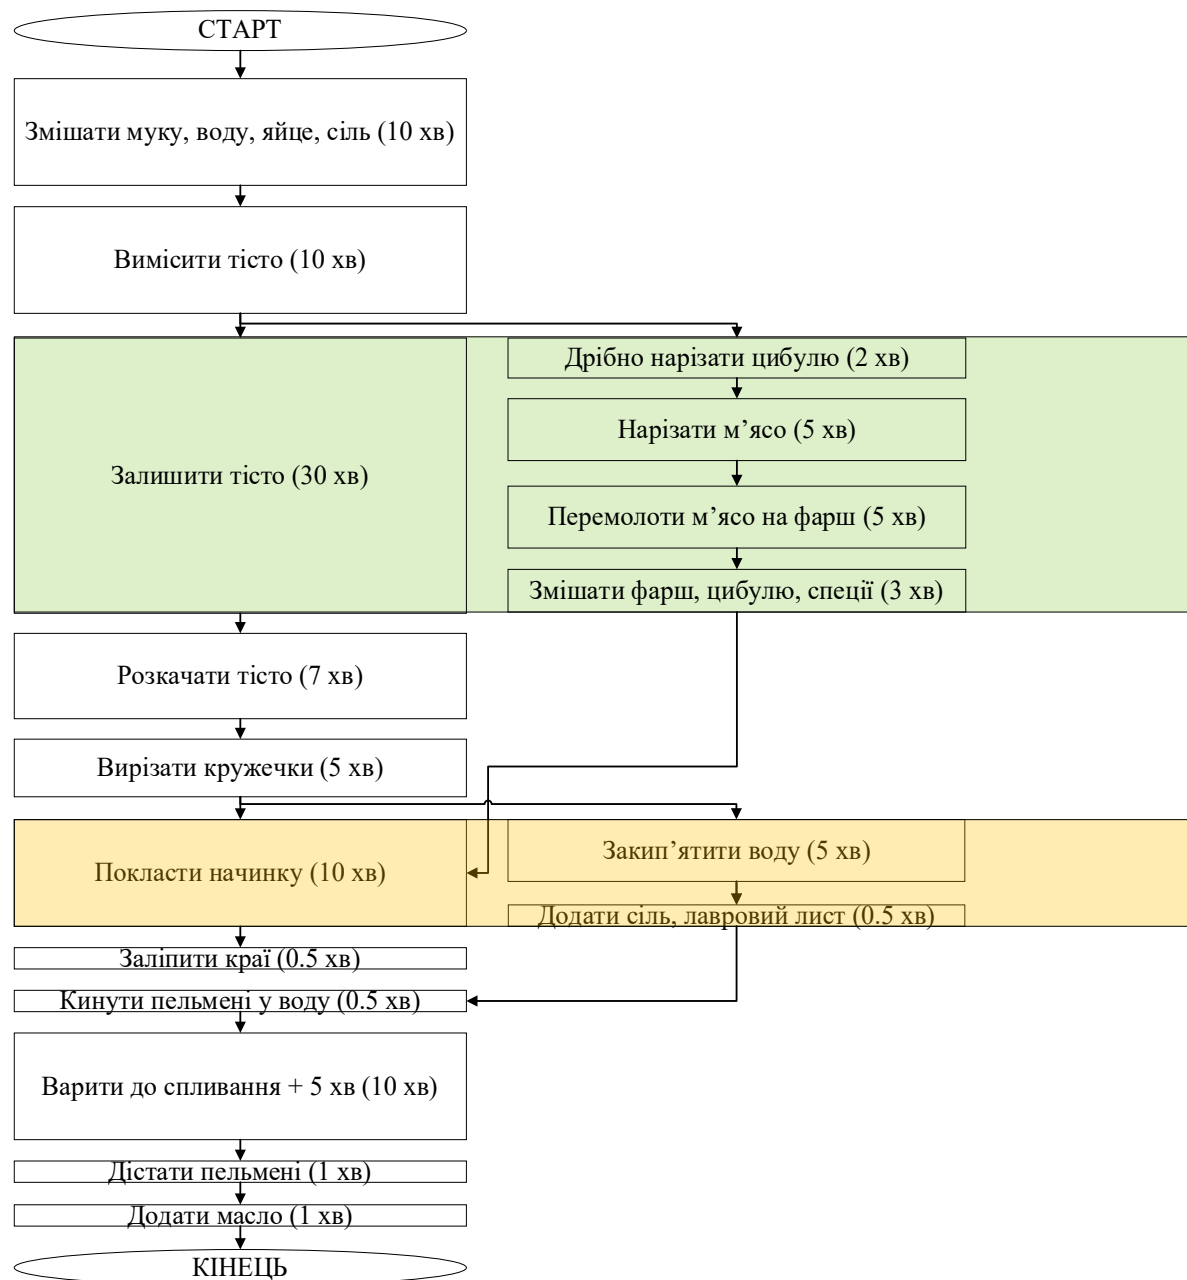 СТАРТ
Змішати муку, воду, яйце, сіль (10 хв)
Вимісити тісто (10 хв)
Залишити тісто (30 хв)
Дрібно нарізати цибулю (2 хв)
Нарізати м’ясо (5 хв)
Перемолоти м’ясо на фарш (5 хв)
Змішати фарш, цибулю, спеції (3 хв)
Розкачати тісто (7 хв)
Вирізати кружечки (5 хв)
Покласти начинку (10 хв)
Закип’ятити воду (5 хв)
Додати сіль, лавровий лист (0.5 хв)
Заліпити краї (0.5 хв)
Кинути пельмені у воду (0.5 хв)
Варити до спливання + 5 хв (10 хв)
Дістати пельмені (1 хв)
Додати масло (1 хв)
КІНЕЦЬ